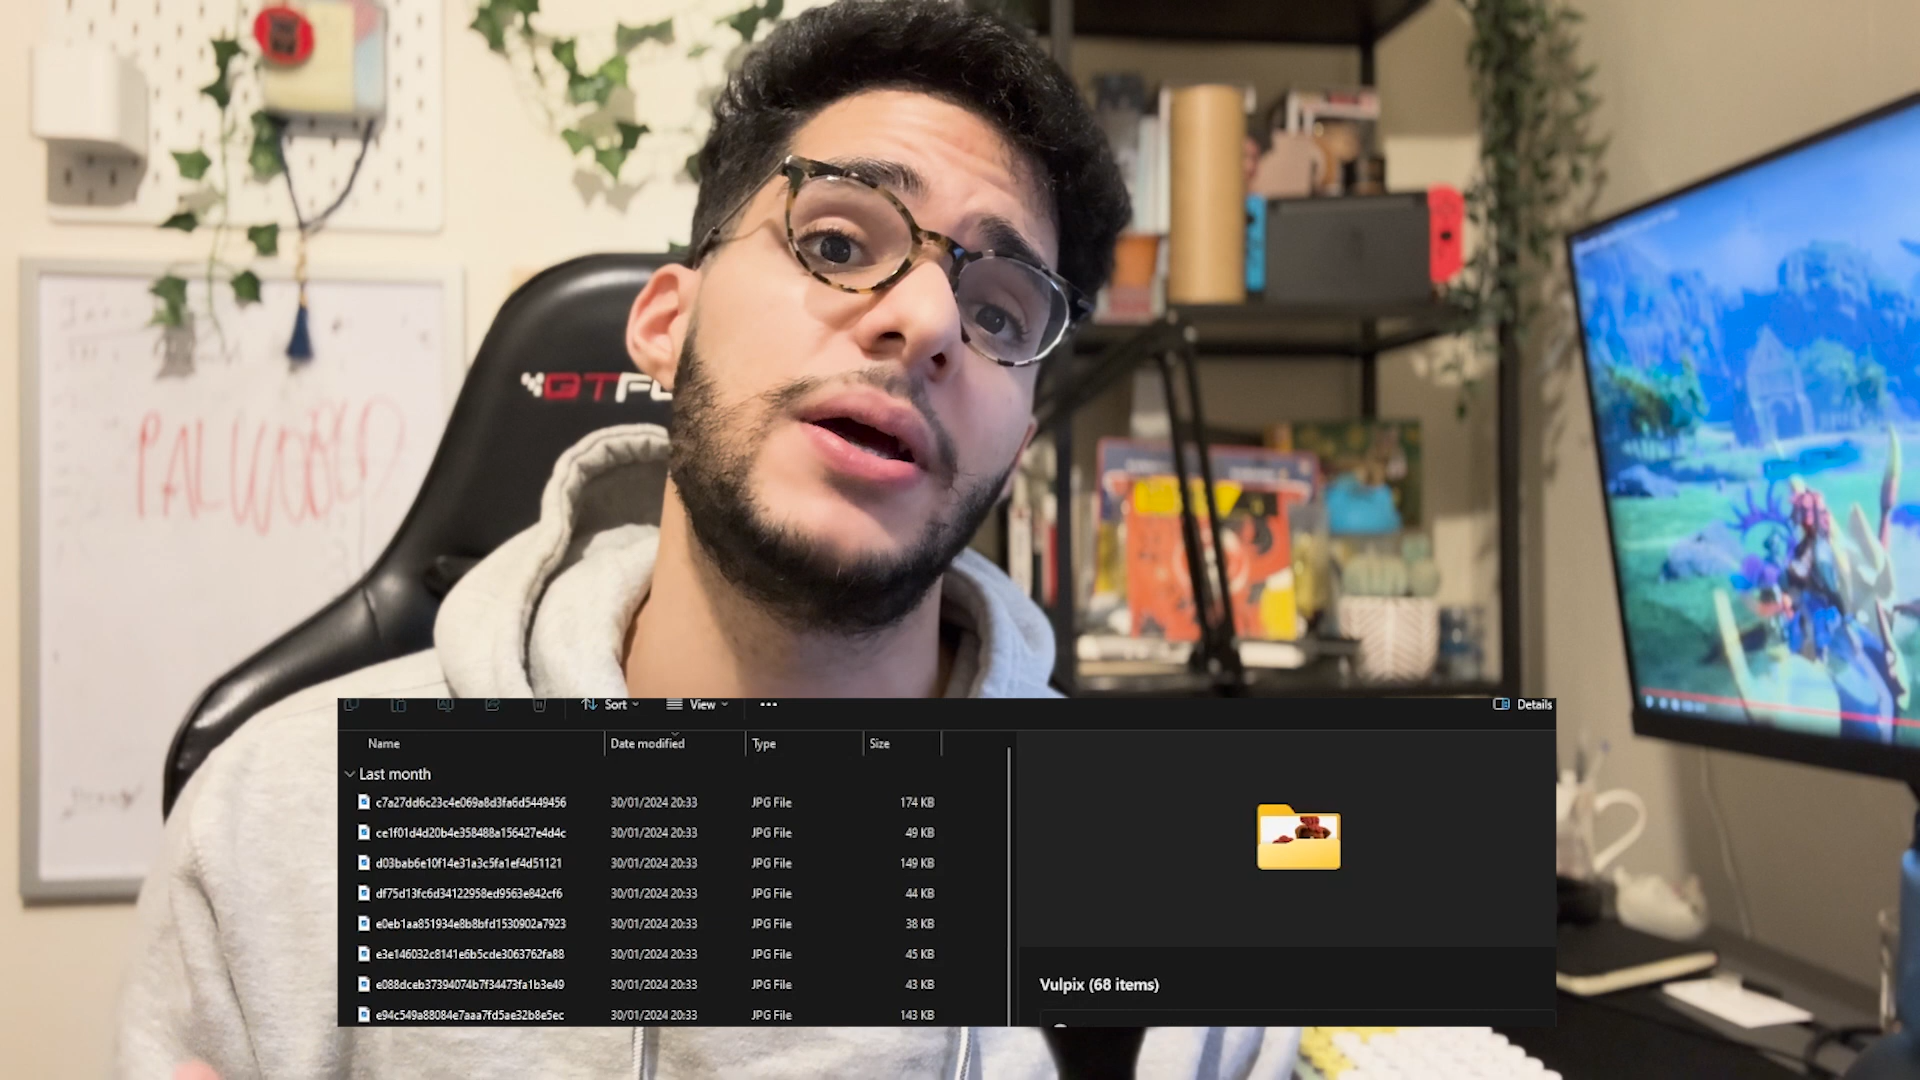 GTFO
PALWORLD
Sort
View
Details
Name Date modified Type Size
Last month
c7a27dd6c23c4e069a8d3fa6d5449456 30/01/2024 20:33 JPG File 174 KB
ce1f01d4d20b4e358488a156427e4d4c 30/01/2024 20:33 JPG File 49 KB
d03bab6e10f14e31a3c5fa1ef4d51121 30/01/2024 20:33 JPG File 149 KB
df75d13fc6d34122958ed9563e842cf6 30/01/2024 20:33 JPG File 44 KB
e0eb1aa851934e8b8bfd1530902a7923 30/01/2024 20:33 JPG File 38 KB
e3e146032c8141e6b5cde3063762fa88 30/01/2024 20:33 JPG File 45 KB
e088dceb37394074b7f34473fa1b3e49 30/01/2024 20:33 JPG File 43 KB
e94c549a88084e7aaa7fd5ae32b8e5ec 30/01/2024 20:33 JPG File 143 KB
Vulpix (68 items)